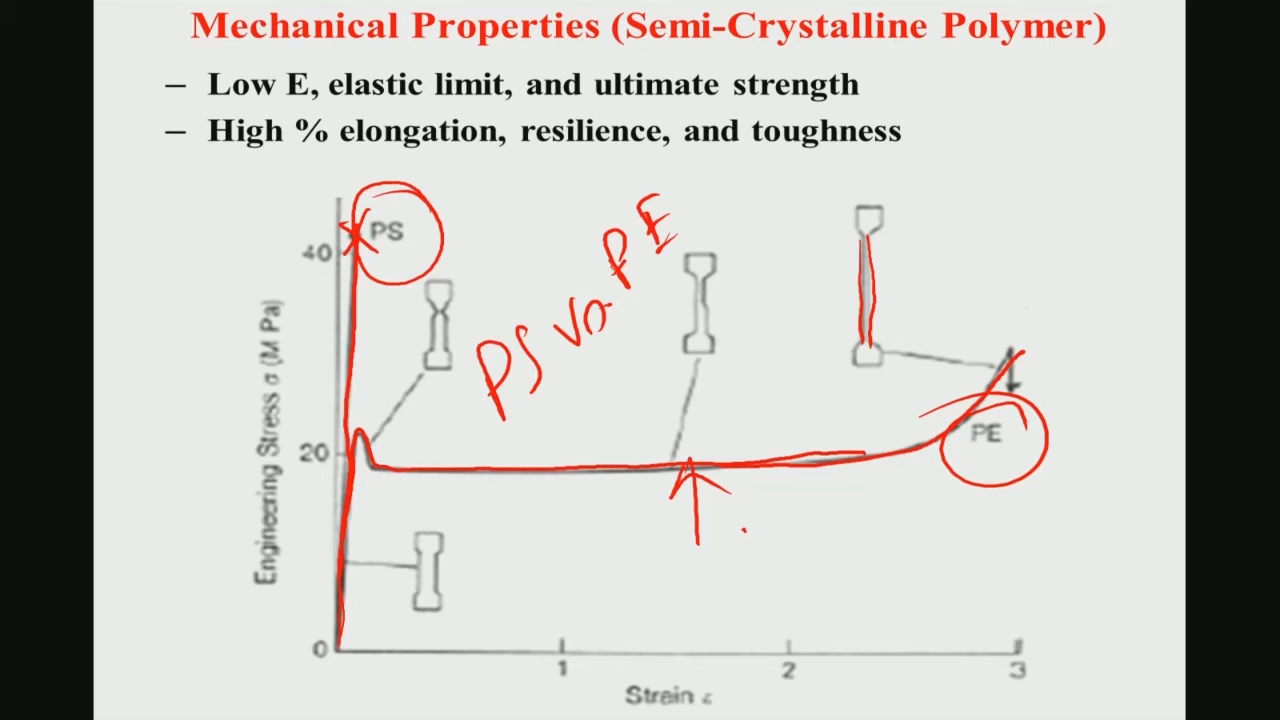 Mechanical Properties (Semi-Crystalline Polymer)
– Low E, elastic limit, and ultimate strength
– High % elongation, resilience, and toughness
PS
40
PS vs PE
Engineering Stress σ (M Pa)
20
PE
0
1
2
3
Strain ε